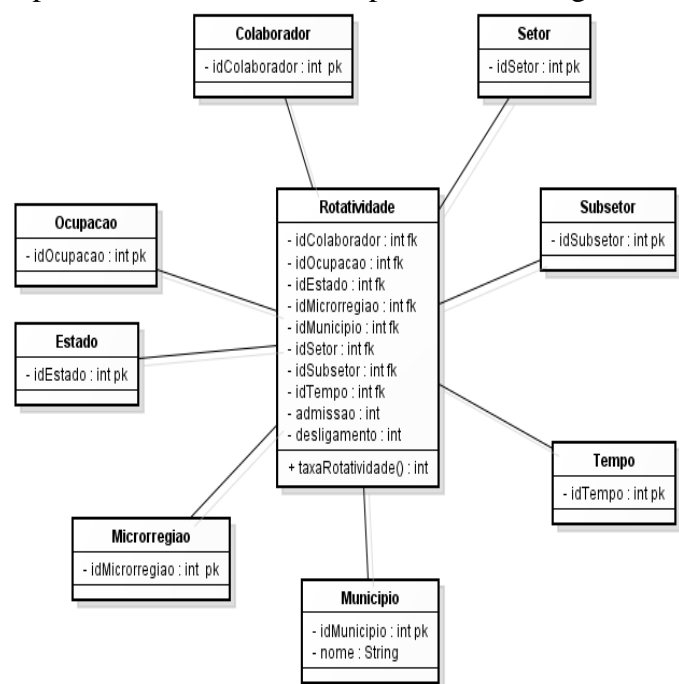 Colaborador
- idColaborador : int pk
Setor
- idSetor : int pk
Ocupacao
- idOcupacao : int pk
Rotatividade
- idColaborador : int fk
- idOcupacao : int fk
- idEstado : int fk
- idMicrorregiao : int fk
- idMunicipio : int fk
- idSetor : int fk
- idSubsetor : int fk
- idTempo : int fk
- admissao : int
- desligamento : int
+ taxaRotatividade() : int
Subsetor
- idSubsetor : int pk
Estado
- idEstado : int pk
Tempo
- idTempo : int pk
Microrregiao
- idMicrorregiao : int pk
Municipio
- idMunicipio : int pk
- nome : String